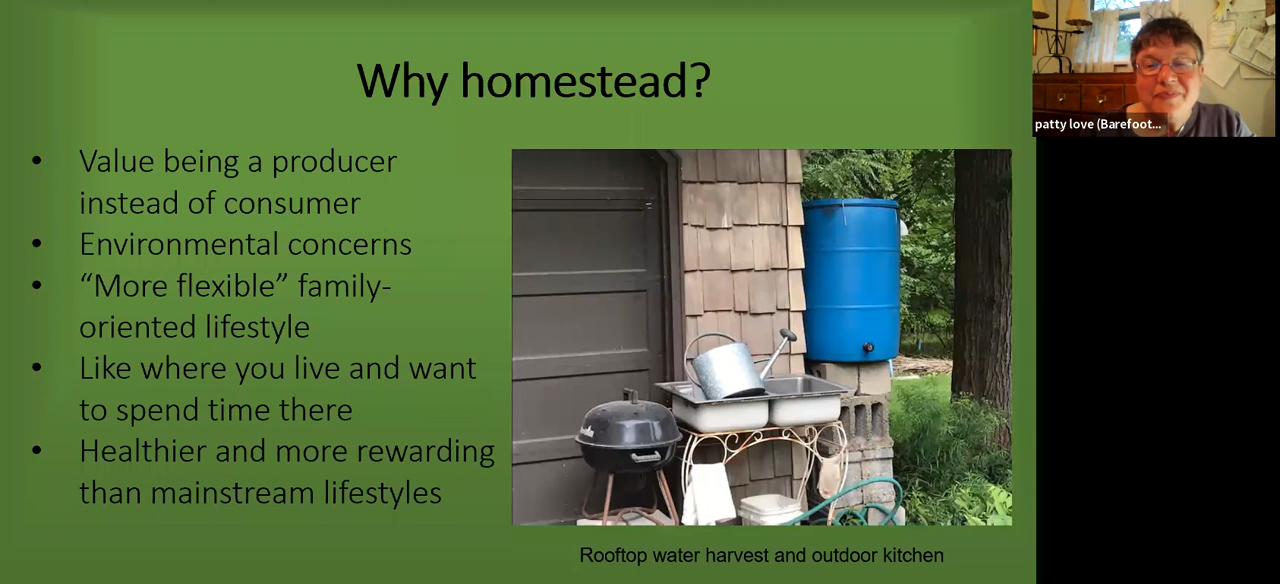 Why homestead?
• Value being a producer
instead of consumer
• Environmental concerns
• “More flexible” family-
oriented lifestyle
• Like where you live and want
to spend time there
• Healthier and more rewarding
than mainstream lifestyles
Rooftop water harvest and outdoor kitchen
patty love (Barefoot...